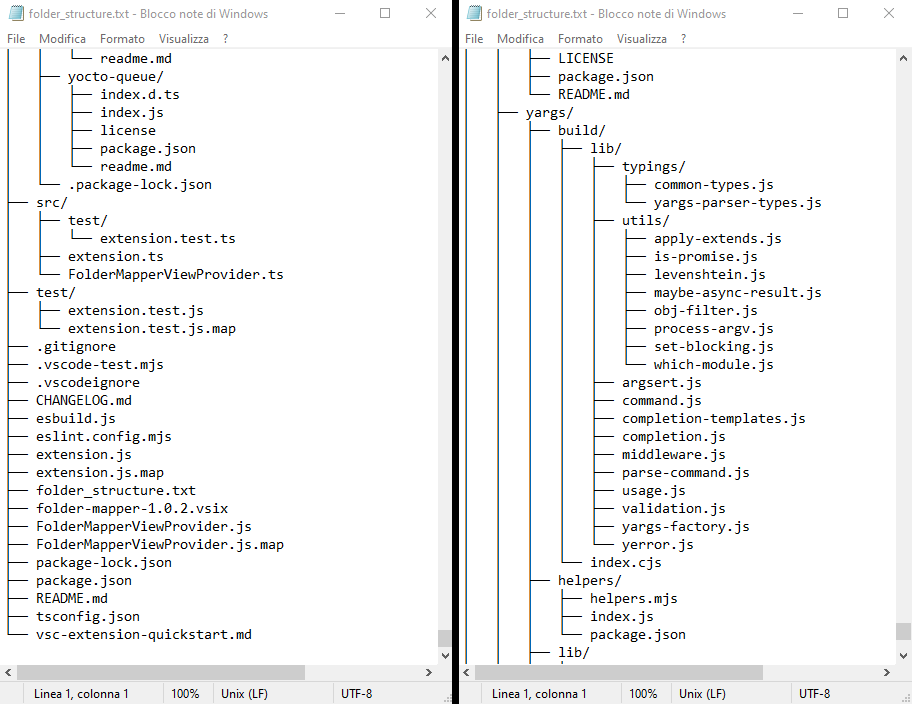 folder_structure.txt - Blocco note di Windows
File Modifica Formato Visualizza ?
│   │   └── readme.md
│   ├── yocto-queue/
│   │   ├── index.d.ts
│   │   ├── index.js
│   │   ├── license
│   │   ├── package.json
│   │   └── readme.md
│   └── .package-lock.json
├── src/
│   ├── test/
│   │   └── extension.test.ts
│   ├── extension.ts
│   └── FolderMapperViewProvider.ts
├── test/
│   ├── extension.test.js
│   └── extension.test.js.map
├── .gitignore
├── .vscode-test.mjs
├── .vscodeignore
├── CHANGELOG.md
├── esbuild.js
├── eslint.config.mjs
├── extension.js
├── extension.js.map
├── folder_structure.txt
├── folder-mapper-1.0.2.vsix
├── FolderMapperViewProvider.js
├── FolderMapperViewProvider.js.map
├── package-lock.json
├── package.json
├── README.md
├── tsconfig.json
└── vsc-extension-quickstart.md
Linea 1, colonna 1 100% Unix (LF) UTF-8
folder_structure.txt - Blocco note di Windows
File Modifica Formato Visualizza ?
│   │   ├── LICENSE
│   │   ├── package.json
│   │   └── README.md
│   ├── yargs/
│   │   ├── build/
│   │   │   ├── lib/
│   │   │   │   ├── typings/
│   │   │   │   │   ├── common-types.js
│   │   │   │   │   └── yargs-parser-types.js
│   │   │   │   ├── utils/
│   │   │   │   │   ├── apply-extends.js
│   │   │   │   │   ├── is-promise.js
│   │   │   │   │   ├── levenshtein.js
│   │   │   │   │   ├── maybe-async-result.js
│   │   │   │   │   ├── obj-filter.js
│   │   │   │   │   ├── process-argv.js
│   │   │   │   │   ├── set-blocking.js
│   │   │   │   │   └── which-module.js
│   │   │   │   ├── argsert.js
│   │   │   │   ├── command.js
│   │   │   │   ├── completion-templates.js
│   │   │   │   ├── completion.js
│   │   │   │   ├── middleware.js
│   │   │   │   ├── parse-command.js
│   │   │   │   ├── usage.js
│   │   │   │   ├── validation.js
│   │   │   │   ├── yargs-factory.js
│   │   │   │   └── yerror.js
│   │   │   └── index.cjs
│   │   ├── helpers/
│   │   │   ├── helpers.mjs
│   │   │   ├── index.js
│   │   │   └── package.json
│   │   ├── lib/
Linea 1, colonna 1 100% Unix (LF) UTF-8